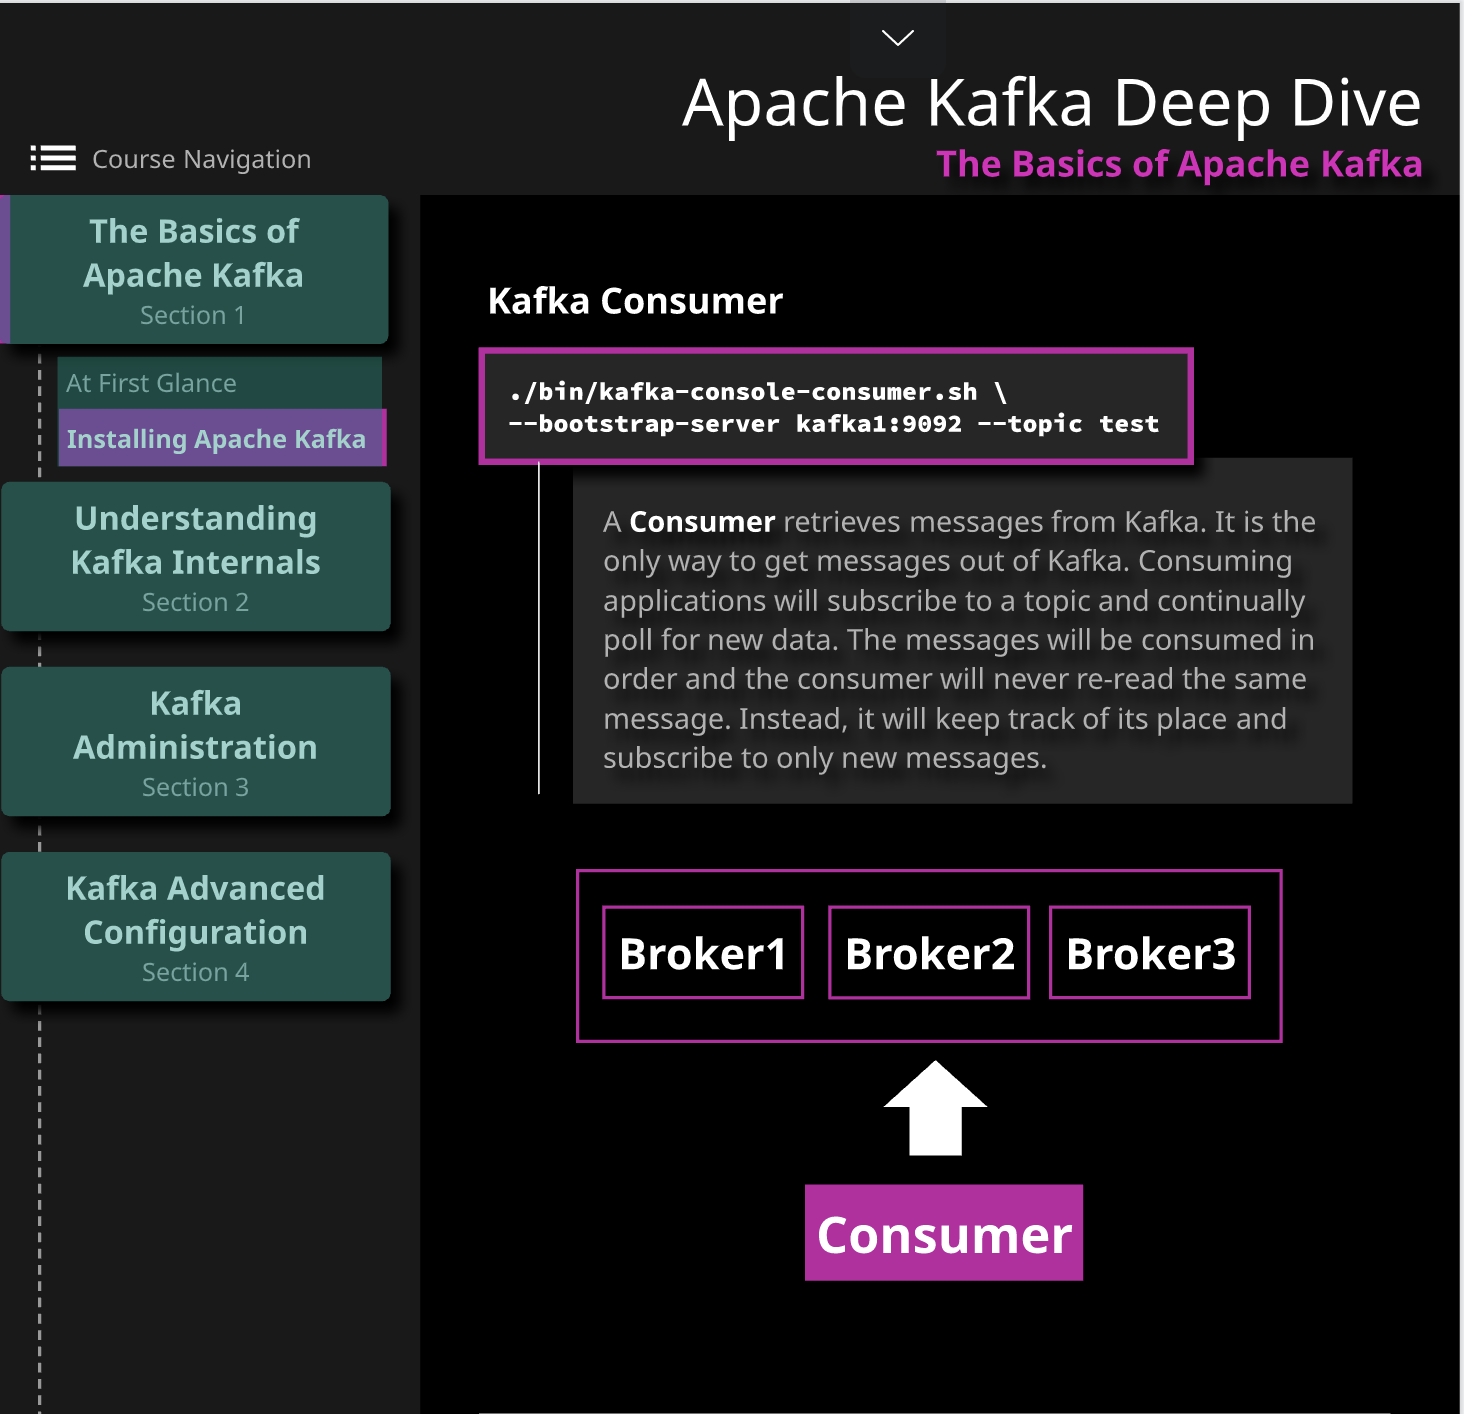 Apache Kafka Deep Dive
The Basics of Apache Kafka
Course Navigation
The Basics of
Apache Kafka
Section 1
At First Glance
Installing Apache Kafka
Understanding
Kafka Internals
Section 2
Kafka
Administration
Section 3
Kafka Advanced
Configuration
Section 4
Kafka Consumer
./bin/kafka-console-consumer.sh \
--bootstrap-server kafka1:9092 --topic test
A Consumer retrieves messages from Kafka. It is the
only way to get messages out of Kafka. Consuming
applications will subscribe to a topic and continually
poll for new data. The messages will be consumed in
order and the consumer will never re-read the same
message. Instead, it will keep track of its place and
subscribe to only new messages.
Broker1 Broker2 Broker3
Consumer